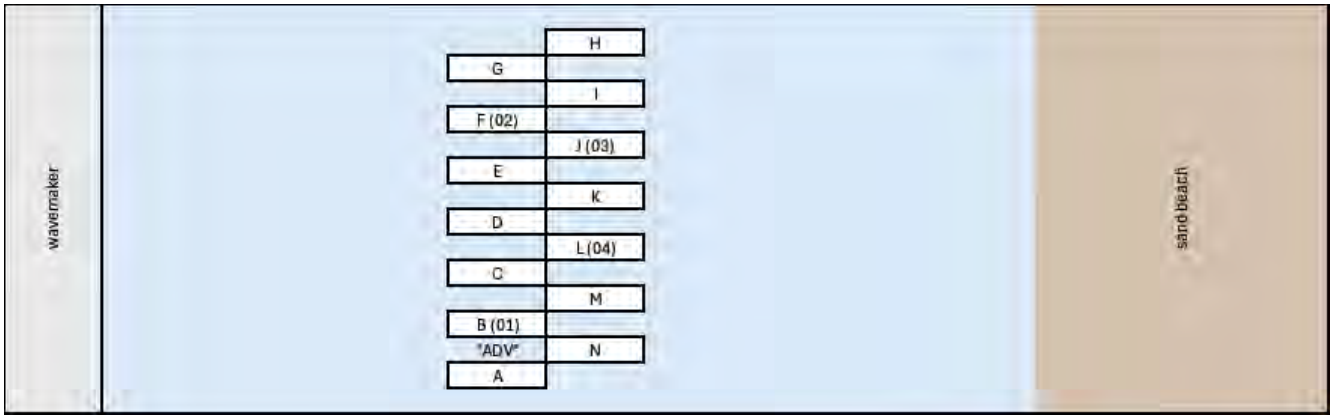 wavemaker
H
G
I
F (02)
J (03)
E
K
D
L(04)
C
M
B (01)
"ADV"
N
A
sand beach